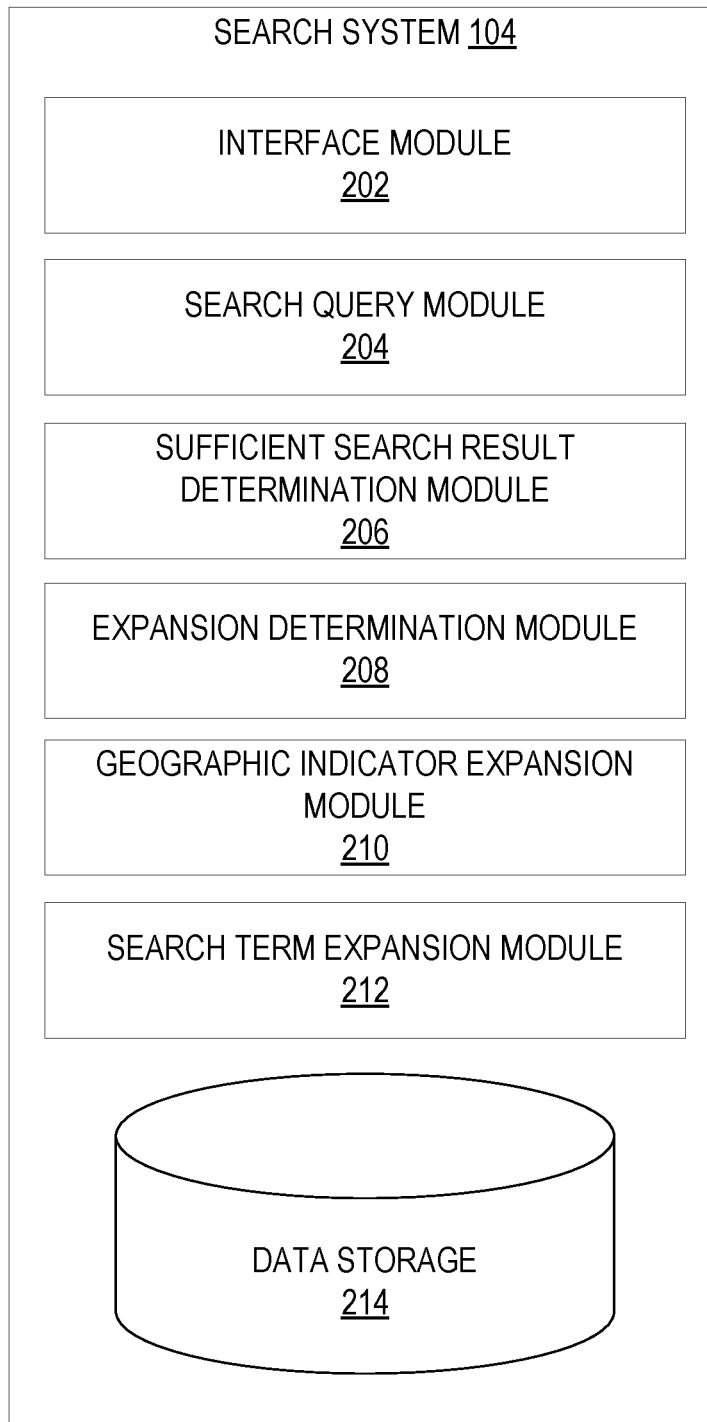 SEARCH SYSTEM 104
INTERFACE MODULE
202
SEARCH QUERY MODULE
204
SUFFICIENT SEARCH RESULT
DETERMINATION MODULE
206
EXPANSION DETERMINATION MODULE
208
GEOGRAPHIC INDICATOR EXPANSION
MODULE
210
SEARCH TERM EXPANSION MODULE
212
DATA STORAGE
214